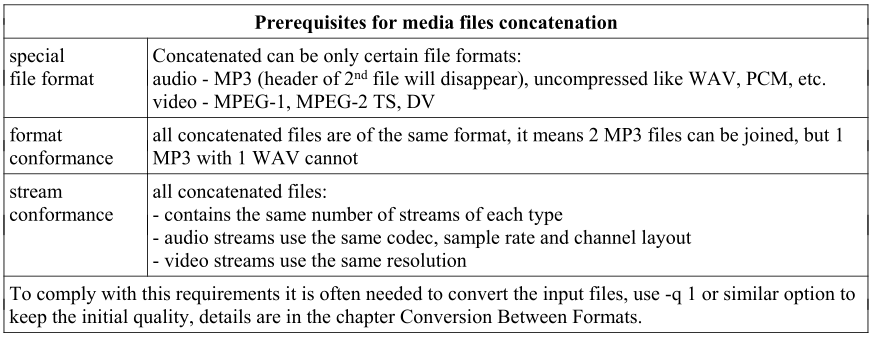 Prerequisites for media files concatenation
special
file format
Concatenated can be only certain file formats:
audio - MP3 (header of 2nd file will disappear), uncompressed like WAV, PCM, etc.
video - MPEG-1, MPEG-2 TS, DV
format
conformance
all concatenated files are of the same format, it means 2 MP3 files can be joined, but 1
MP3 with 1 WAV cannot
stream
conformance
all concatenated files:
- contains the same number of streams of each type
- audio streams use the same codec, sample rate and channel layout
- video streams use the same resolution
To comply with this requirements it is often needed to convert the input files, use -q 1 or similar option to
keep the initial quality, details are in the chapter Conversion Between Formats.